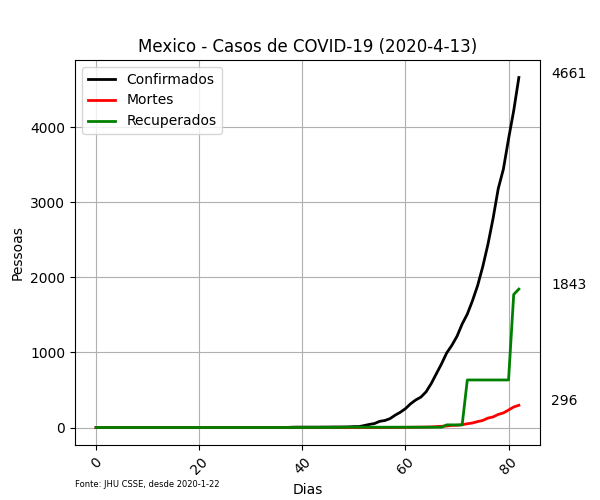 Mexico - Casos de COVID-19 (2020-4-13)
Confirmados
Mortes
Recuperados
4661
1843
296
Pessoas
4000
3000
2000
1000
0
0
20
40
60
80
Dias
Fonte: JHU CSSE, desde 2020-1-22